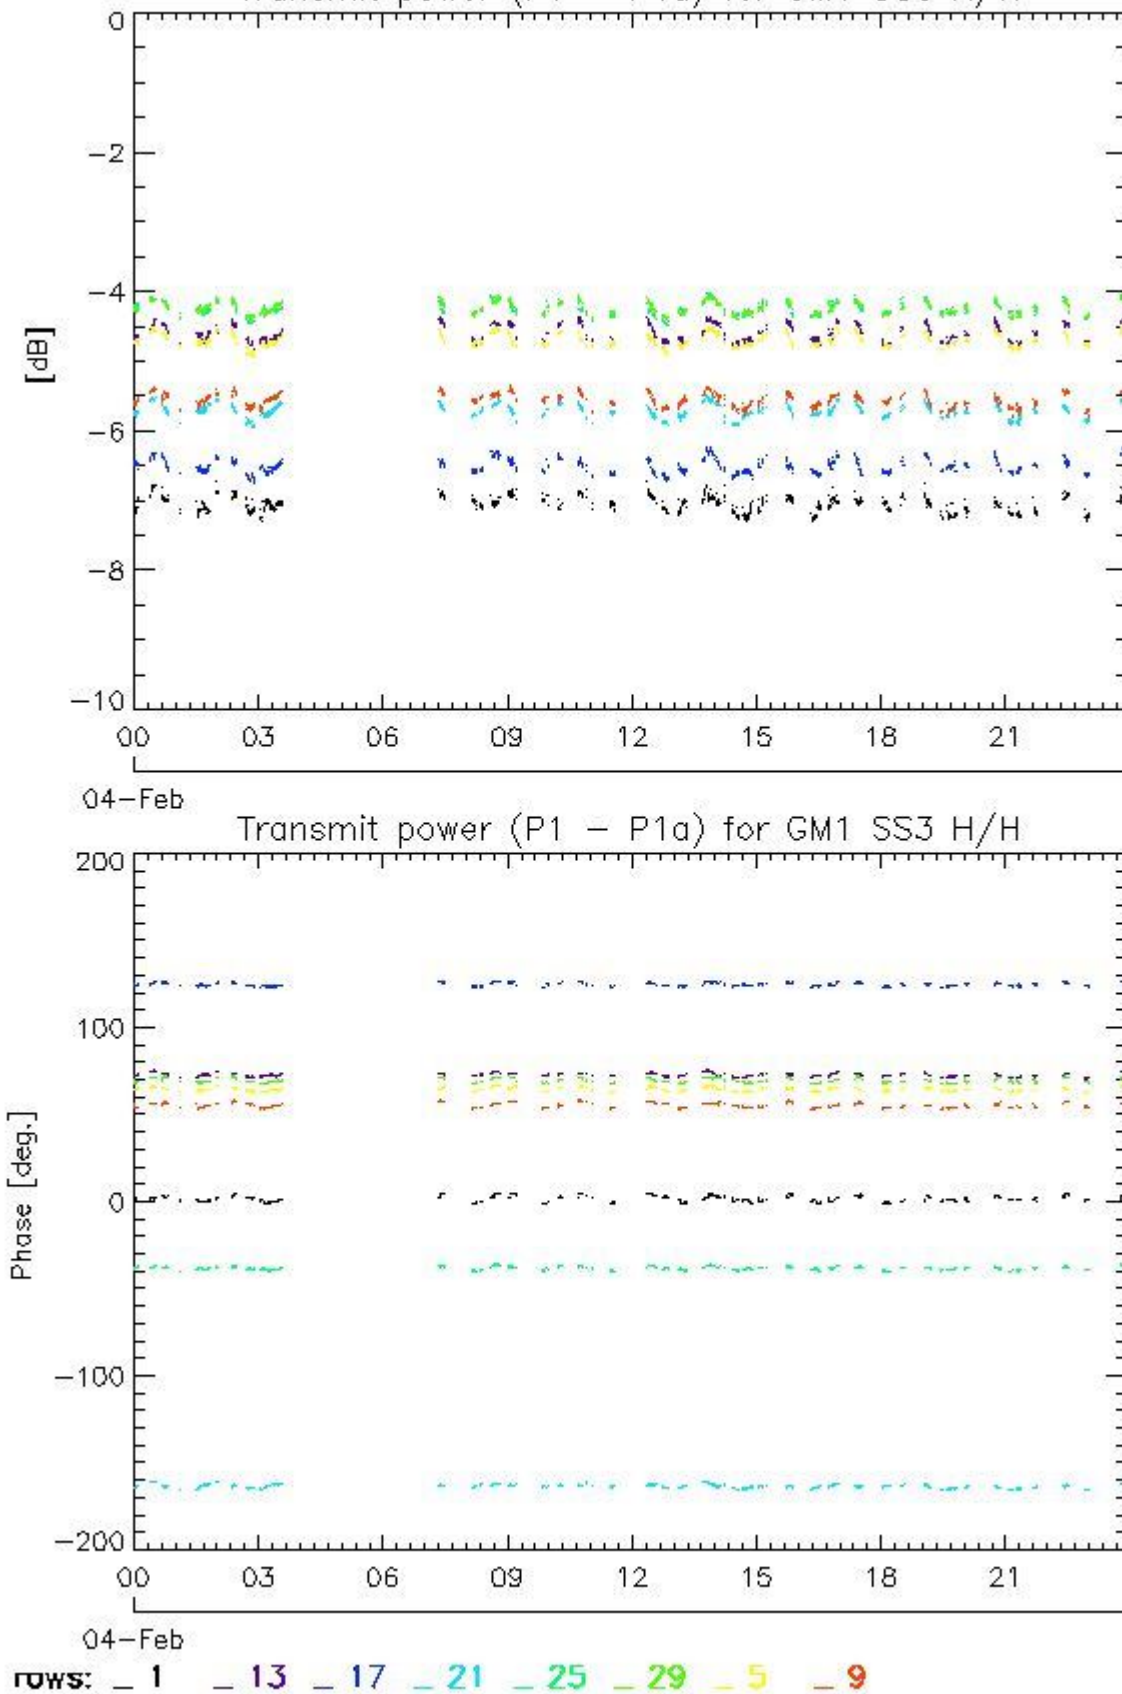 0
-2
-4
-6
-8
-10
[dB]
00 03 06 09 12 15 18 21
04-Feb
Transmit power (P1 - P1a) for GM1 SS3 H/H
200
100
0
-100
-200
Phase [deg.]
00 03 06 09 12 15 18 21
04-Feb
rows: _ 1 _ 13 _ 17 _ 21 _ 25 _ 29 _ 5 _ 9